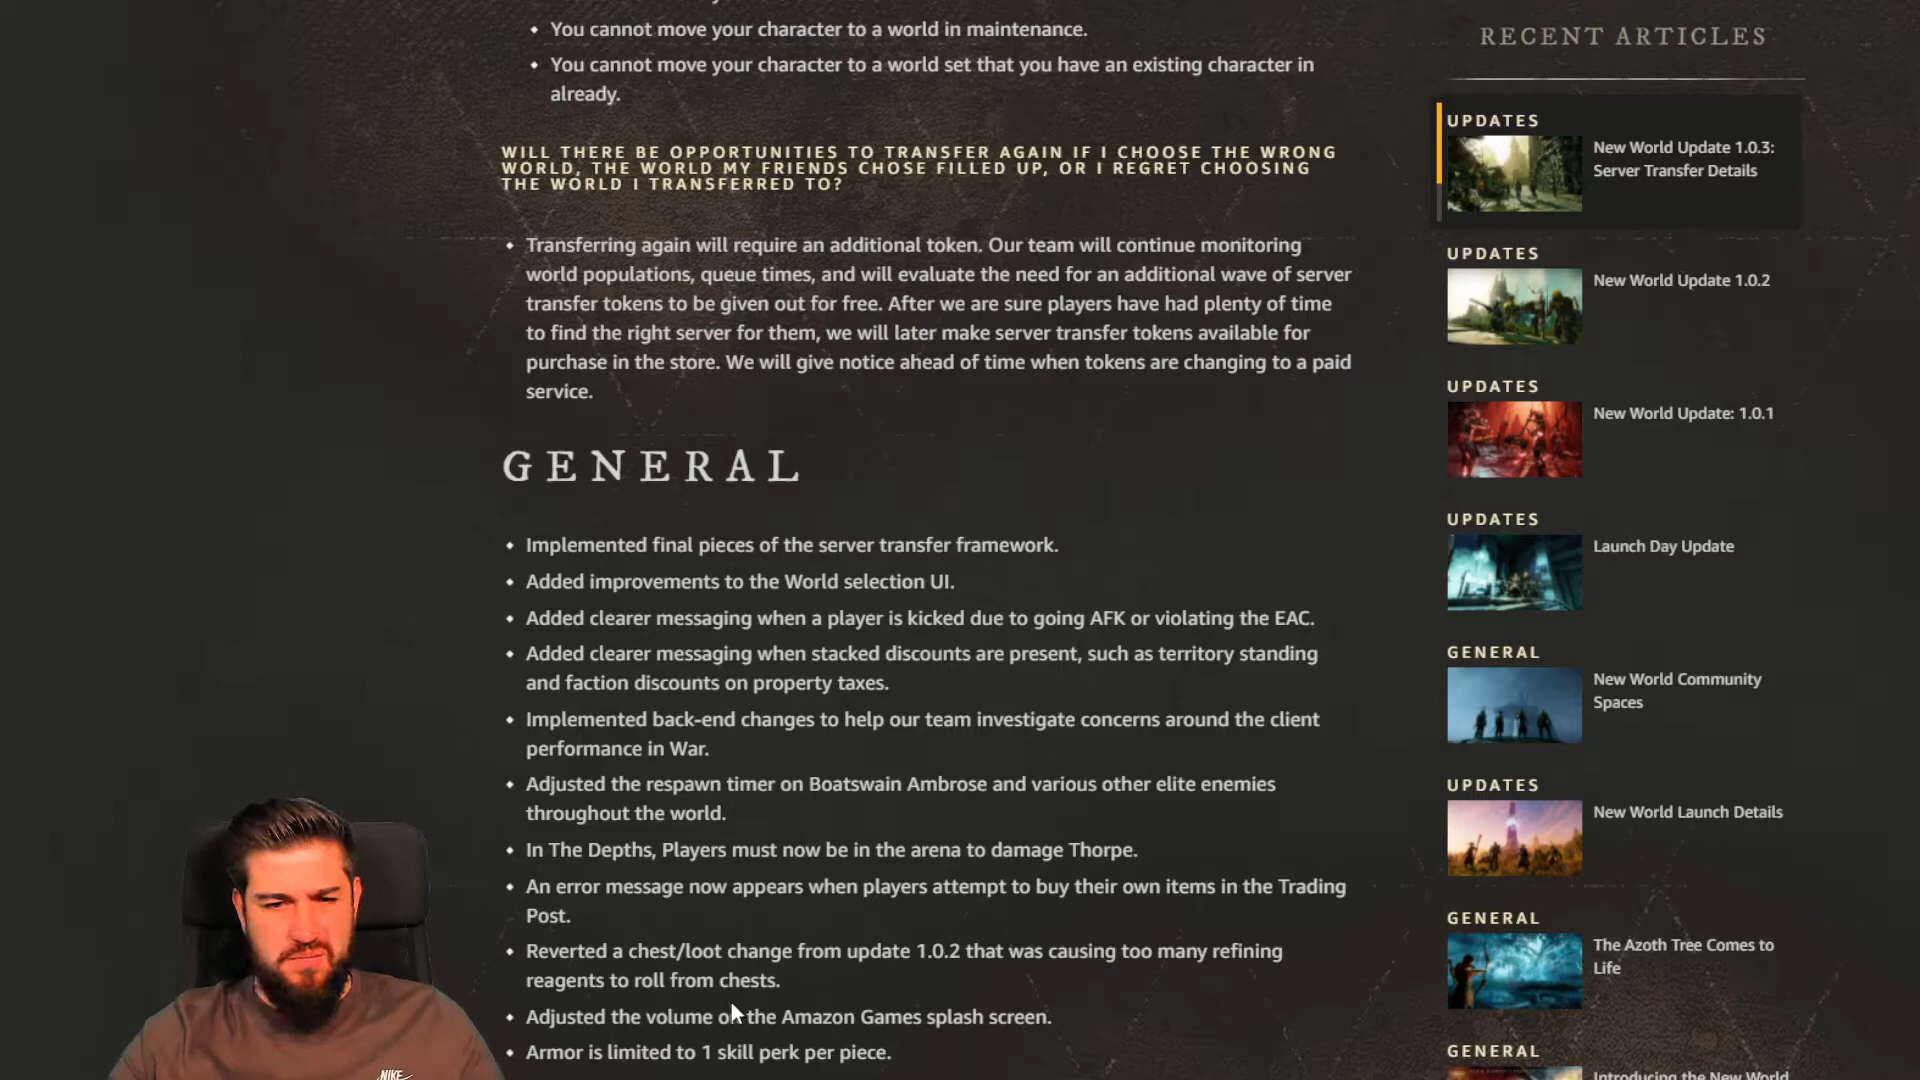 You cannot move your character to a world in maintenance.
You cannot move your character to a world set that you have an existing character in
already.
WILL THERE BE OPPORTUNITIES TO TRANSFER AGAIN IF I CHOOSE THE WRONG
WORLD, THE WORLD MY FRIENDS CHOSE FILLED UP, OR I REGRET CHOOSING
THE WORLD I TRANSFERRED TO?
Transferring again will require an additional token. Our team will continue monitoring
world populations, queue times, and will evaluate the need for an additional wave of server
transfer tokens to be given out for free. After we are sure players have had plenty of time
to find the right server for them, we will later make server transfer tokens available for
purchase in the store. We will give notice ahead of time when tokens are changing to a paid
service.
GENERAL
Implemented final pieces of the server transfer framework.
Added improvements to the World selection UI.
Added clearer messaging when a player is kicked due to going AFK or violating the EAC.
Added clearer messaging when stacked discounts are present, such as territory standing
and faction discounts on property taxes.
Implemented back-end changes to help our team investigate concerns around the client
performance in War.
Adjusted the respawn timer on Boatswain Ambrose and various other elite enemies
throughout the world.
In The Depths, Players must now be in the arena to damage Thorpe.
An error message now appears when players attempt to buy their own items in the Trading
Post.
Reverted a chest/loot change from update 1.0.2 that was causing too many refining
reagents to roll from chests.
Adjusted the volume of the Amazon Games splash screen.
Armor is limited to 1 skill perk per piece.
NIKE
RECENT ARTICLES
UPDATES
New World Update 1.0.3:
Server Transfer Details
UPDATES
New World Update 1.0.2
UPDATES
New World Update: 1.0.1
UPDATES
Launch Day Update
GENERAL
New World Community
Spaces
UPDATES
New World Launch Details
GENERAL
The Azoth Tree Comes to
Life
GENERAL
Introducing the New World